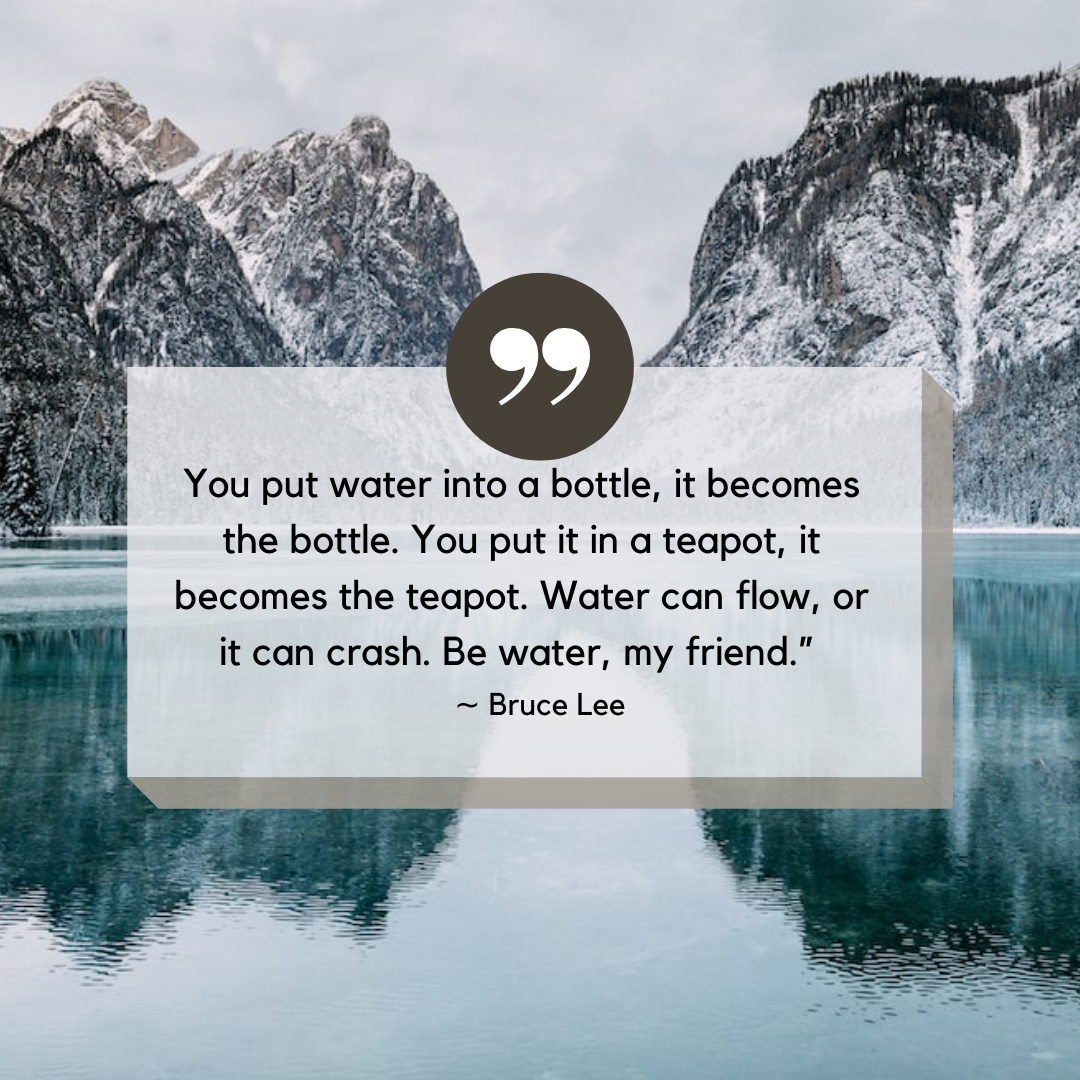 You put water into a bottle, it becomes
the bottle. You put it in a teapot, it
becomes the teapot. Water can flow, or
it can crash. Be water, my friend.”
~ Bruce Lee